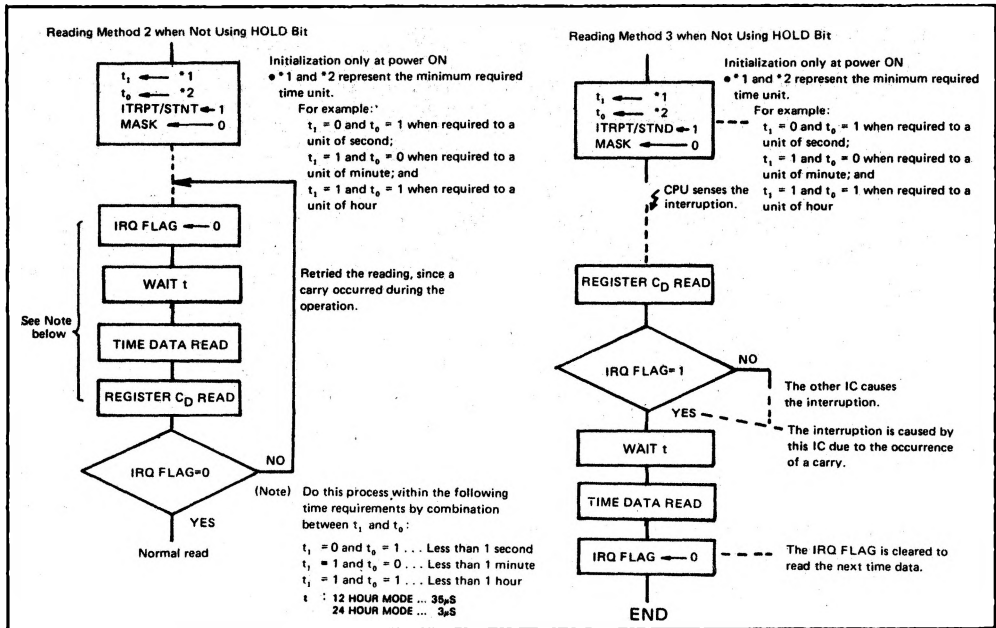 Reading Method 2 when Not Using HOLD Bit
t₁ ← *1
t₀ ← *2
ITRPT/STNT ← 1
MASK ← 0
Initialization only at power ON
● *1 and *2 represent the minimum required
time unit.
For example:
t₁ = 0 and t₀ = 1 when required to a
unit of second;
t₁ = 1 and t₀ = 0 when required to a
unit of minute; and
t₁ = 1 and t₀ = 1 when required to a
unit of hour
IRQ FLAG ← 0
WAIT t
TIME DATA READ
REGISTER C_D READ
See Note
below
Retried the reading, since a
carry occurred during the
operation.
IRQ FLAG=0
NO
YES
Normal read
(Note) Do this process within the following
time requirements by combination
between t₁ and t₀ :
t₁ = 0 and t₀ = 1 . . . Less than 1 second
t₁ = 1 and t₀ = 0 . . . Less than 1 minute
t₁ = 1 and t₀ = 1 . . . Less than 1 hour
t : 12 HOUR MODE ... 35µS
24 HOUR MODE ... 3µS
Reading Method 3 when Not Using HOLD Bit
t₁ ← *1
t₀ ← *2
ITRPT/STND ← 1
MASK ← 0
Initialization only at power ON
● *1 and *2 represent the minimum required
time unit.
For example:
t₁ = 0 and t₀ = 1 when required to a
unit of second;
t₁ = 1 and t₀ = 0 when required to a
unit of minute; and
t₁ = 1 and t₀ = 1 when required to a
unit of hour
CPU senses the
interruption.
REGISTER C_D READ
IRQ FLAG= 1
NO
The other IC causes
the interruption.
YES
The interruption is caused by
this IC due to the occurrence
of a carry.
WAIT t
TIME DATA READ
IRQ FLAG ← 0
The IRQ FLAG is cleared to
read the next time data.
END